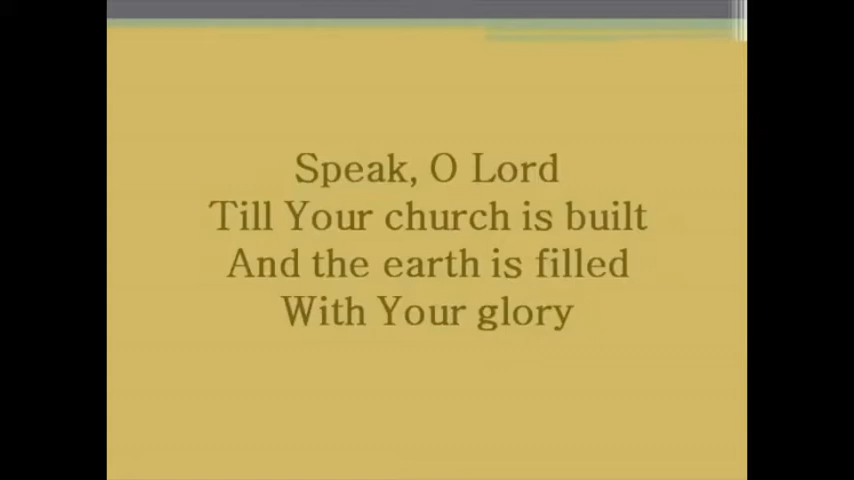 Speak, O Lord
Till Your church is built
And the earth is filled
With Your glory